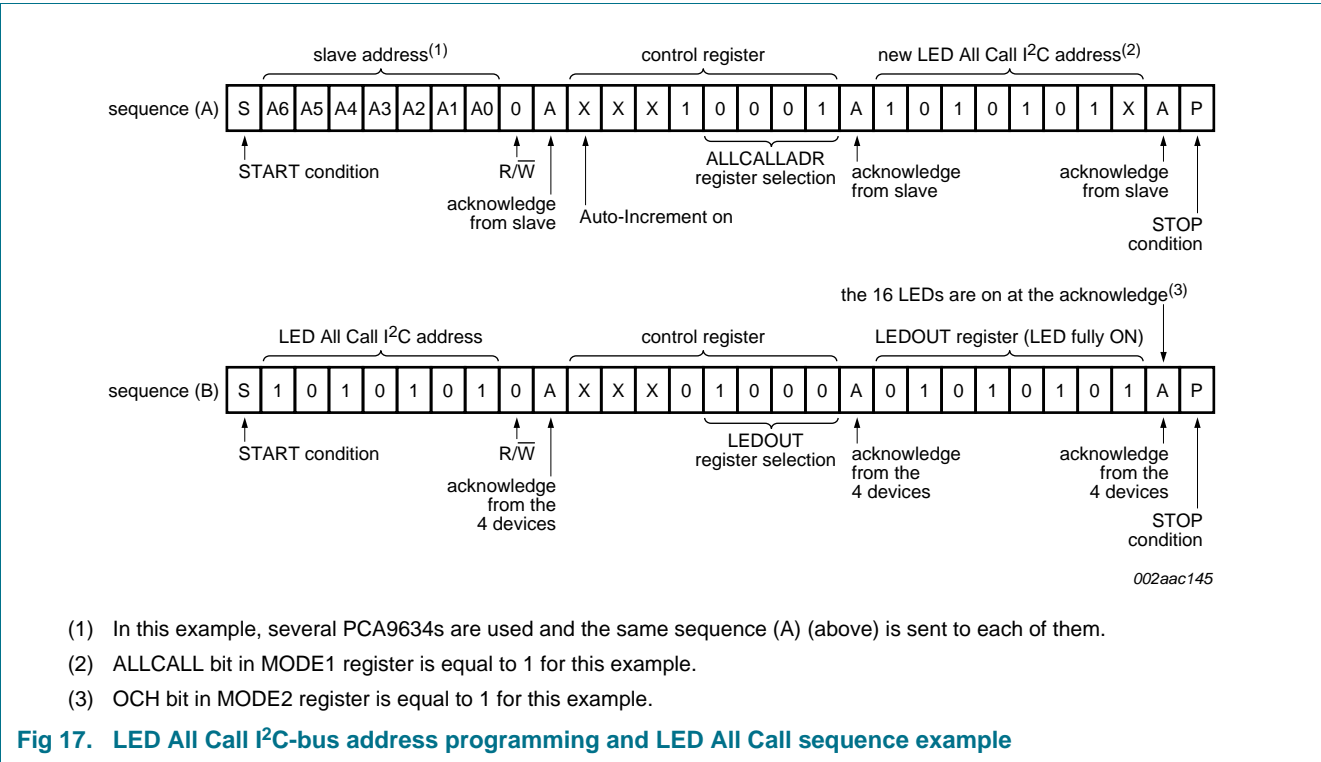 slave address(1) control register new LED All Call I2C address(2)
sequence (A) S A6 A5 A4 A3 A2 A1 A0 0 A X X X 1 0 0 0 1 A 1 0 1 0 1 0 1 X A P
START condition R/W ALLCALLADR acknowledge acknowledge
register selection from slave from slave
acknowledge
from slave Auto-Increment on STOP
condition
the 16 LEDs are on at the acknowledge(3)
LED All Call I2C address control register LEDOUT register (LED fully ON)
sequence (B) S 1 0 1 0 1 0 1 0 A X X X 0 1 0 0 0 A 0 1 0 1 0 1 0 1 A P
START condition R/W LEDOUT acknowledge acknowledge
register selection from the from the
acknowledge 4 devices 4 devices
from the
4 devices STOP
condition
002aac145
(1) In this example, several PCA9634s are used and the same sequence (A) (above) is sent to each of them.
(2) ALLCALL bit in MODE1 register is equal to 1 for this example.
(3) OCH bit in MODE2 register is equal to 1 for this example.
Fig 17. LED All Call I2C-bus address programming and LED All Call sequence example